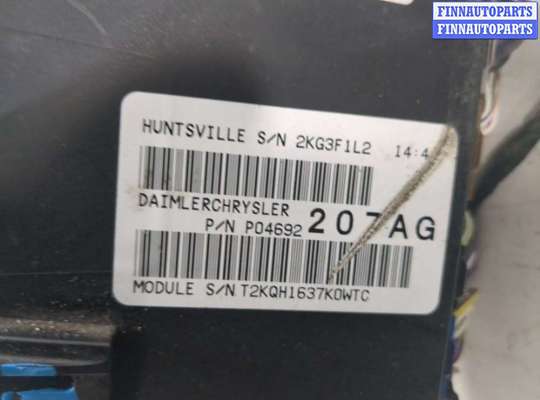 FINNAUTOPARTS
FINNAUTOPARTS
HUNTSVILLE S/N 2KG3F1L2 14:4
DAIMLERCHRYSLER
P/N P04692 207AG
MODULE S/N T2KQH1637K0WTC